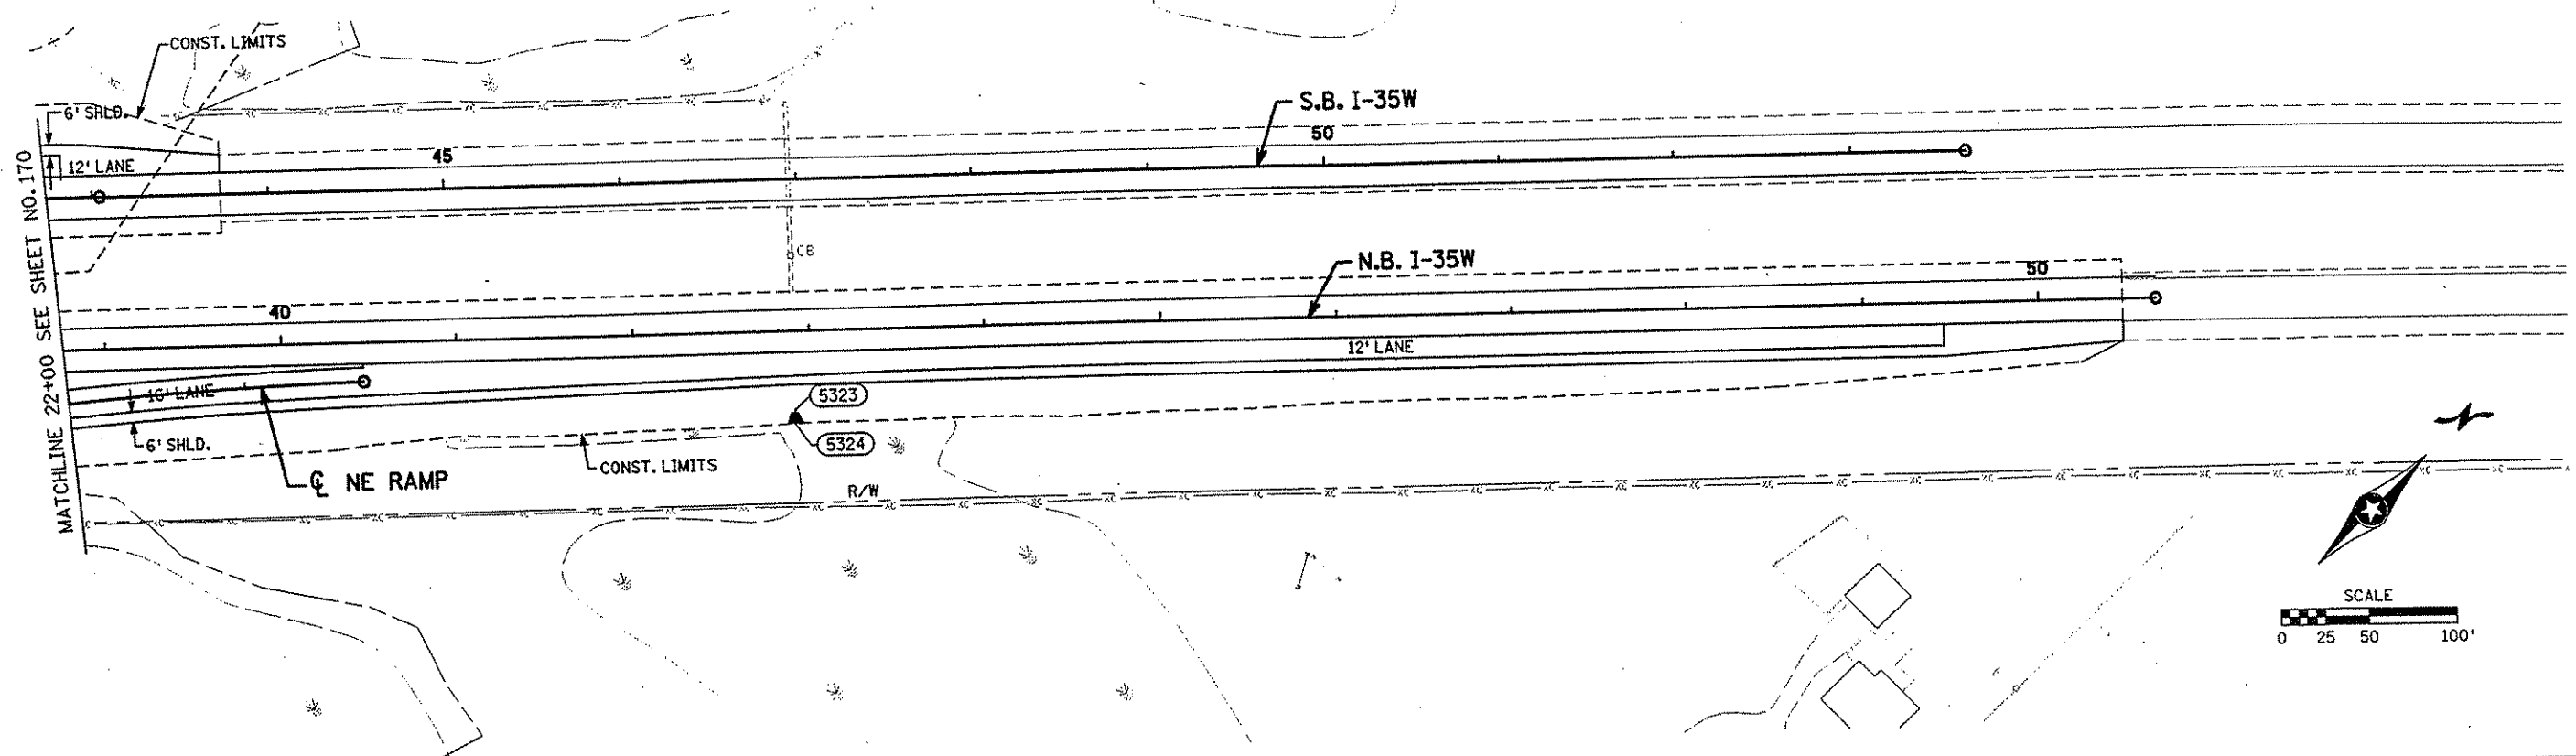 CONST. LIMITS
6' SHLD.
12' LANE
45
S.B. I-35W
50
MATCHLINE 22+00 SEE SHEET NO. 170
CB
N.B. I-35W
50
40
12' LANE
16' LANE
6' SHLD.
℄ NE RAMP
5323
5324
CONST. LIMITS
R/W
SCALE
0 25 50 100'